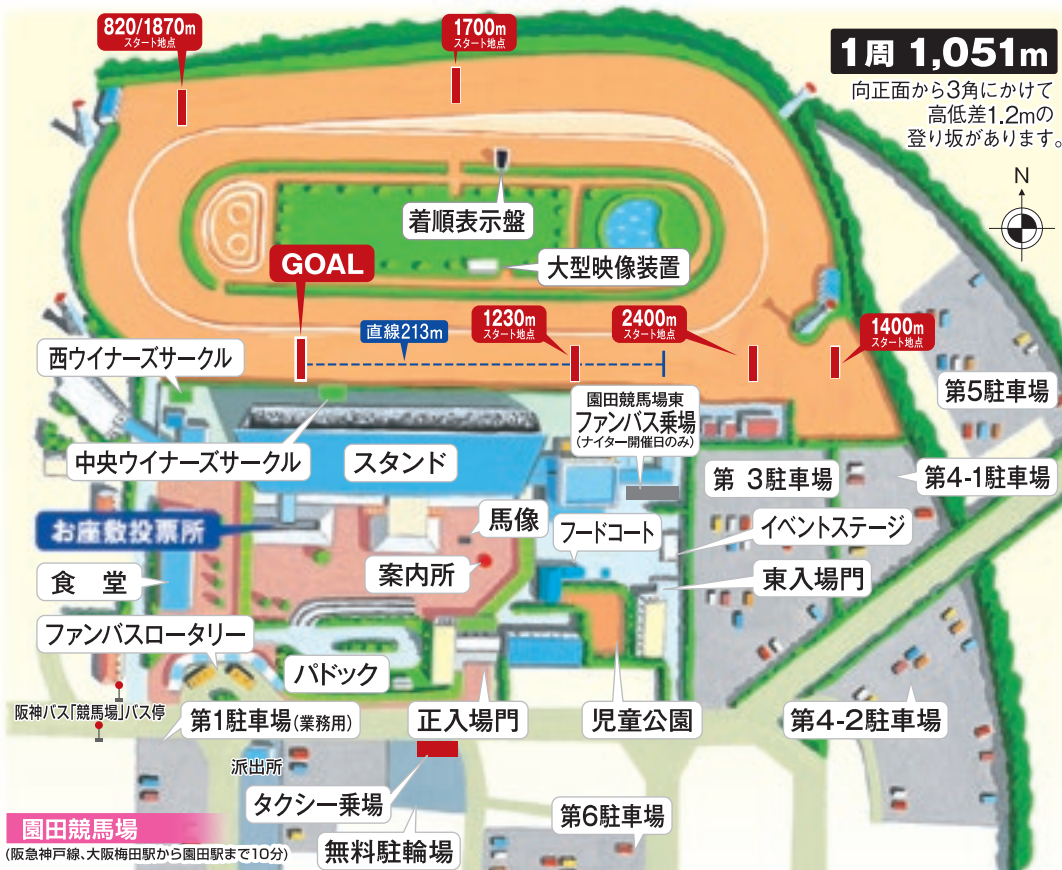 820/1870m
スタート地点
1700m
スタート地点
1周 1,051m
向正面から3角にかけて
高低差1.2mの
登り坂があります。
N
着順表示盤
大型映像装置
GOAL
直線213m
1230m
スタート地点
2400m
スタート地点
1400m
スタート地点
西ウイナーズサークル
中央ウイナーズサークル
スタンド
園田競馬場東
ファンバス乗場
(ナイター開催日のみ)
第5駐車場
第 3駐車場
第4-1駐車場
お座敷投票所
馬像
フードコート
イベントステージ
案内所
東入場門
食 堂
ファンバスロータリー
パドック
阪神バス「競馬場」バス停
第1駐車場(業務用)
正入場門
児童公園
第4-2駐車場
派出所
タクシー乗場
無料駐輪場
第6駐車場
園田競馬場
(阪急神戸線、大阪梅田駅から園田駅まで10分)